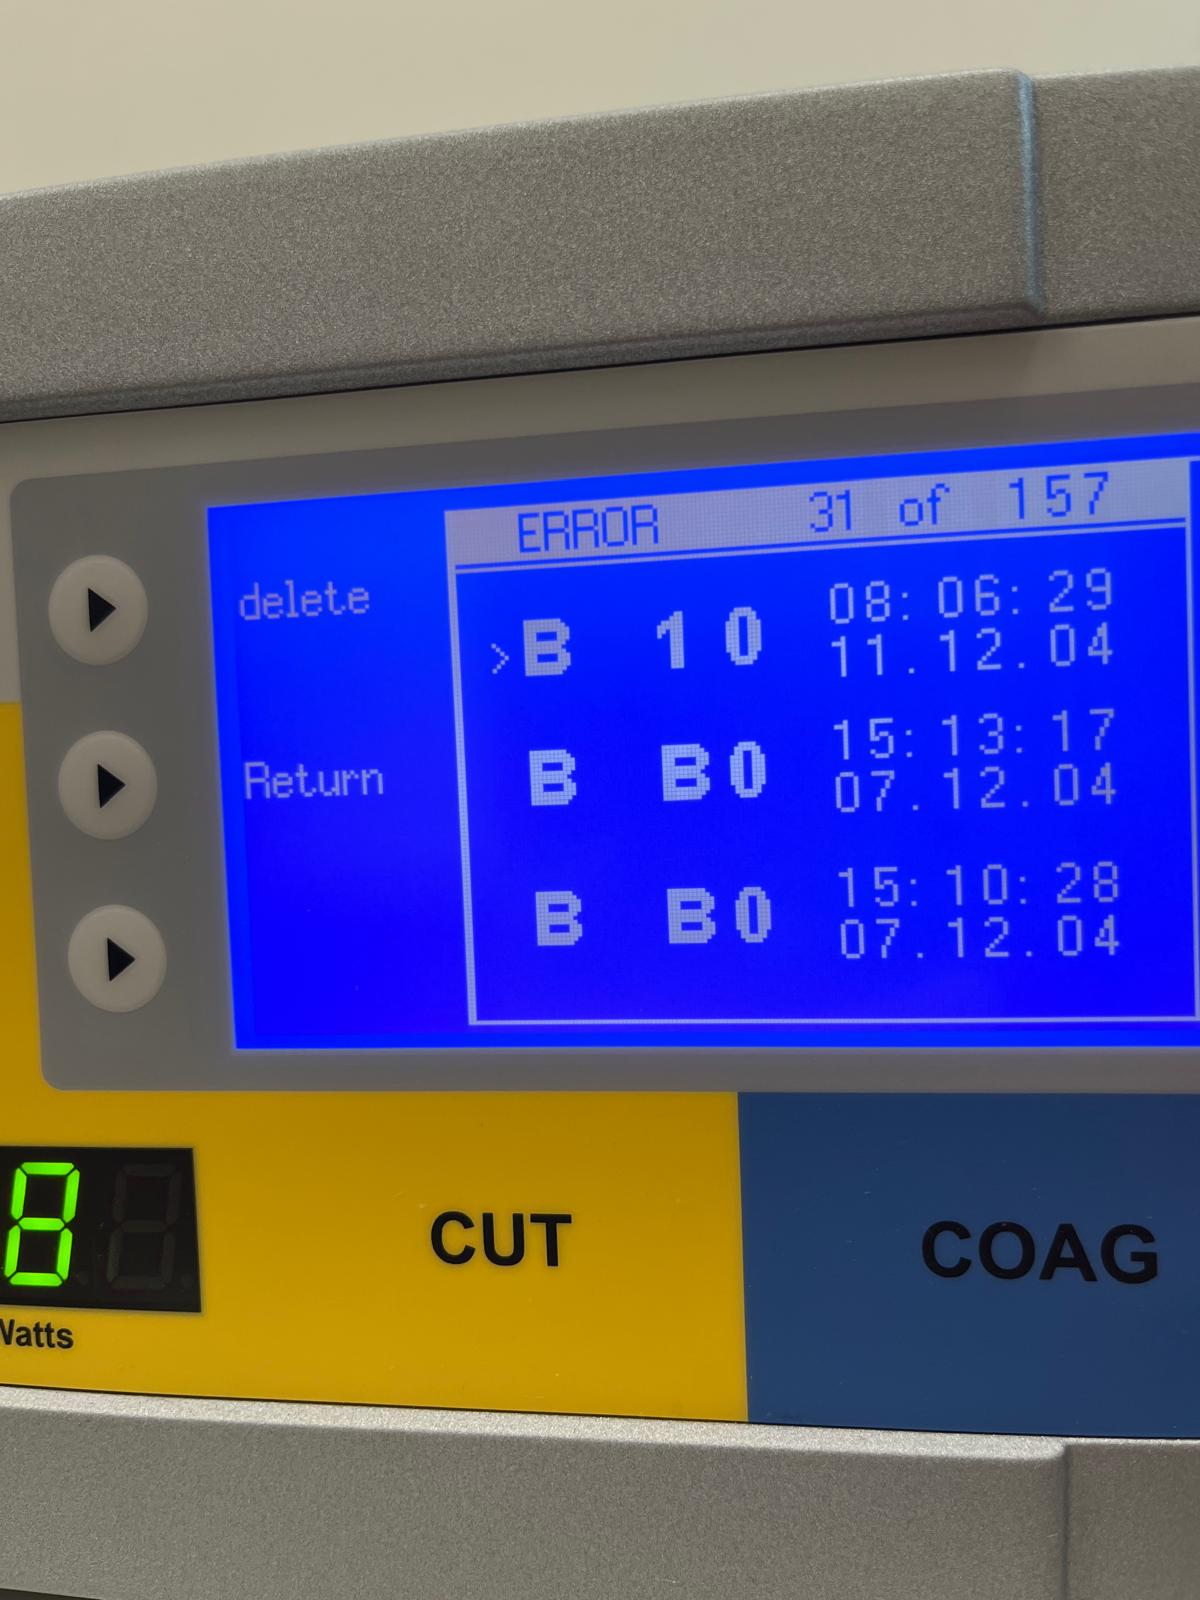 ERROR 31 of 157
delete
>B 10 08:06:29
11.12.04
Return
B B0 15:13:17
07.12.04
B B0 15:10:28
07.12.04
8
Watts
CUT
COAG